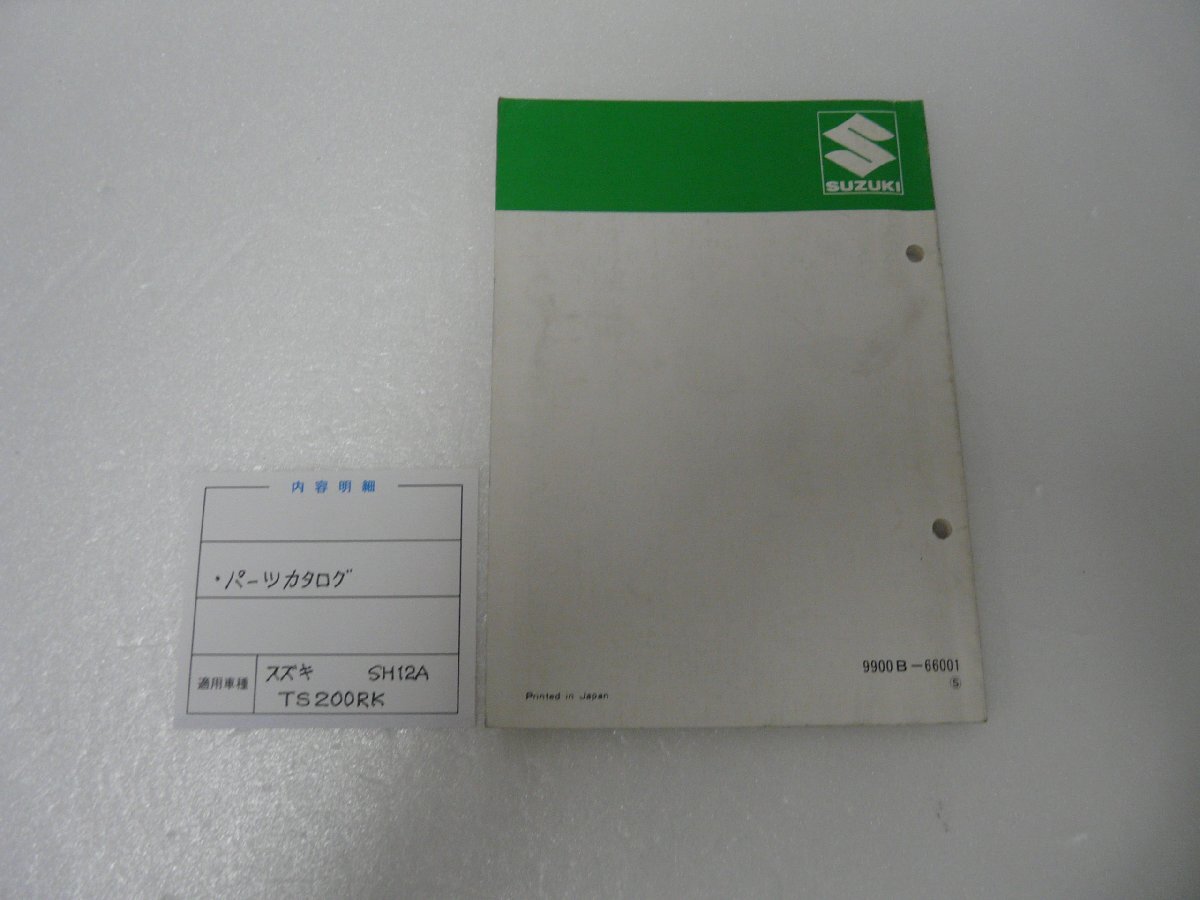 SUZUKI
9900B-66001
S
Printed in Japan
内容明細
・パーツカタログ
適用車種
スズキ SH12A
TS200RK